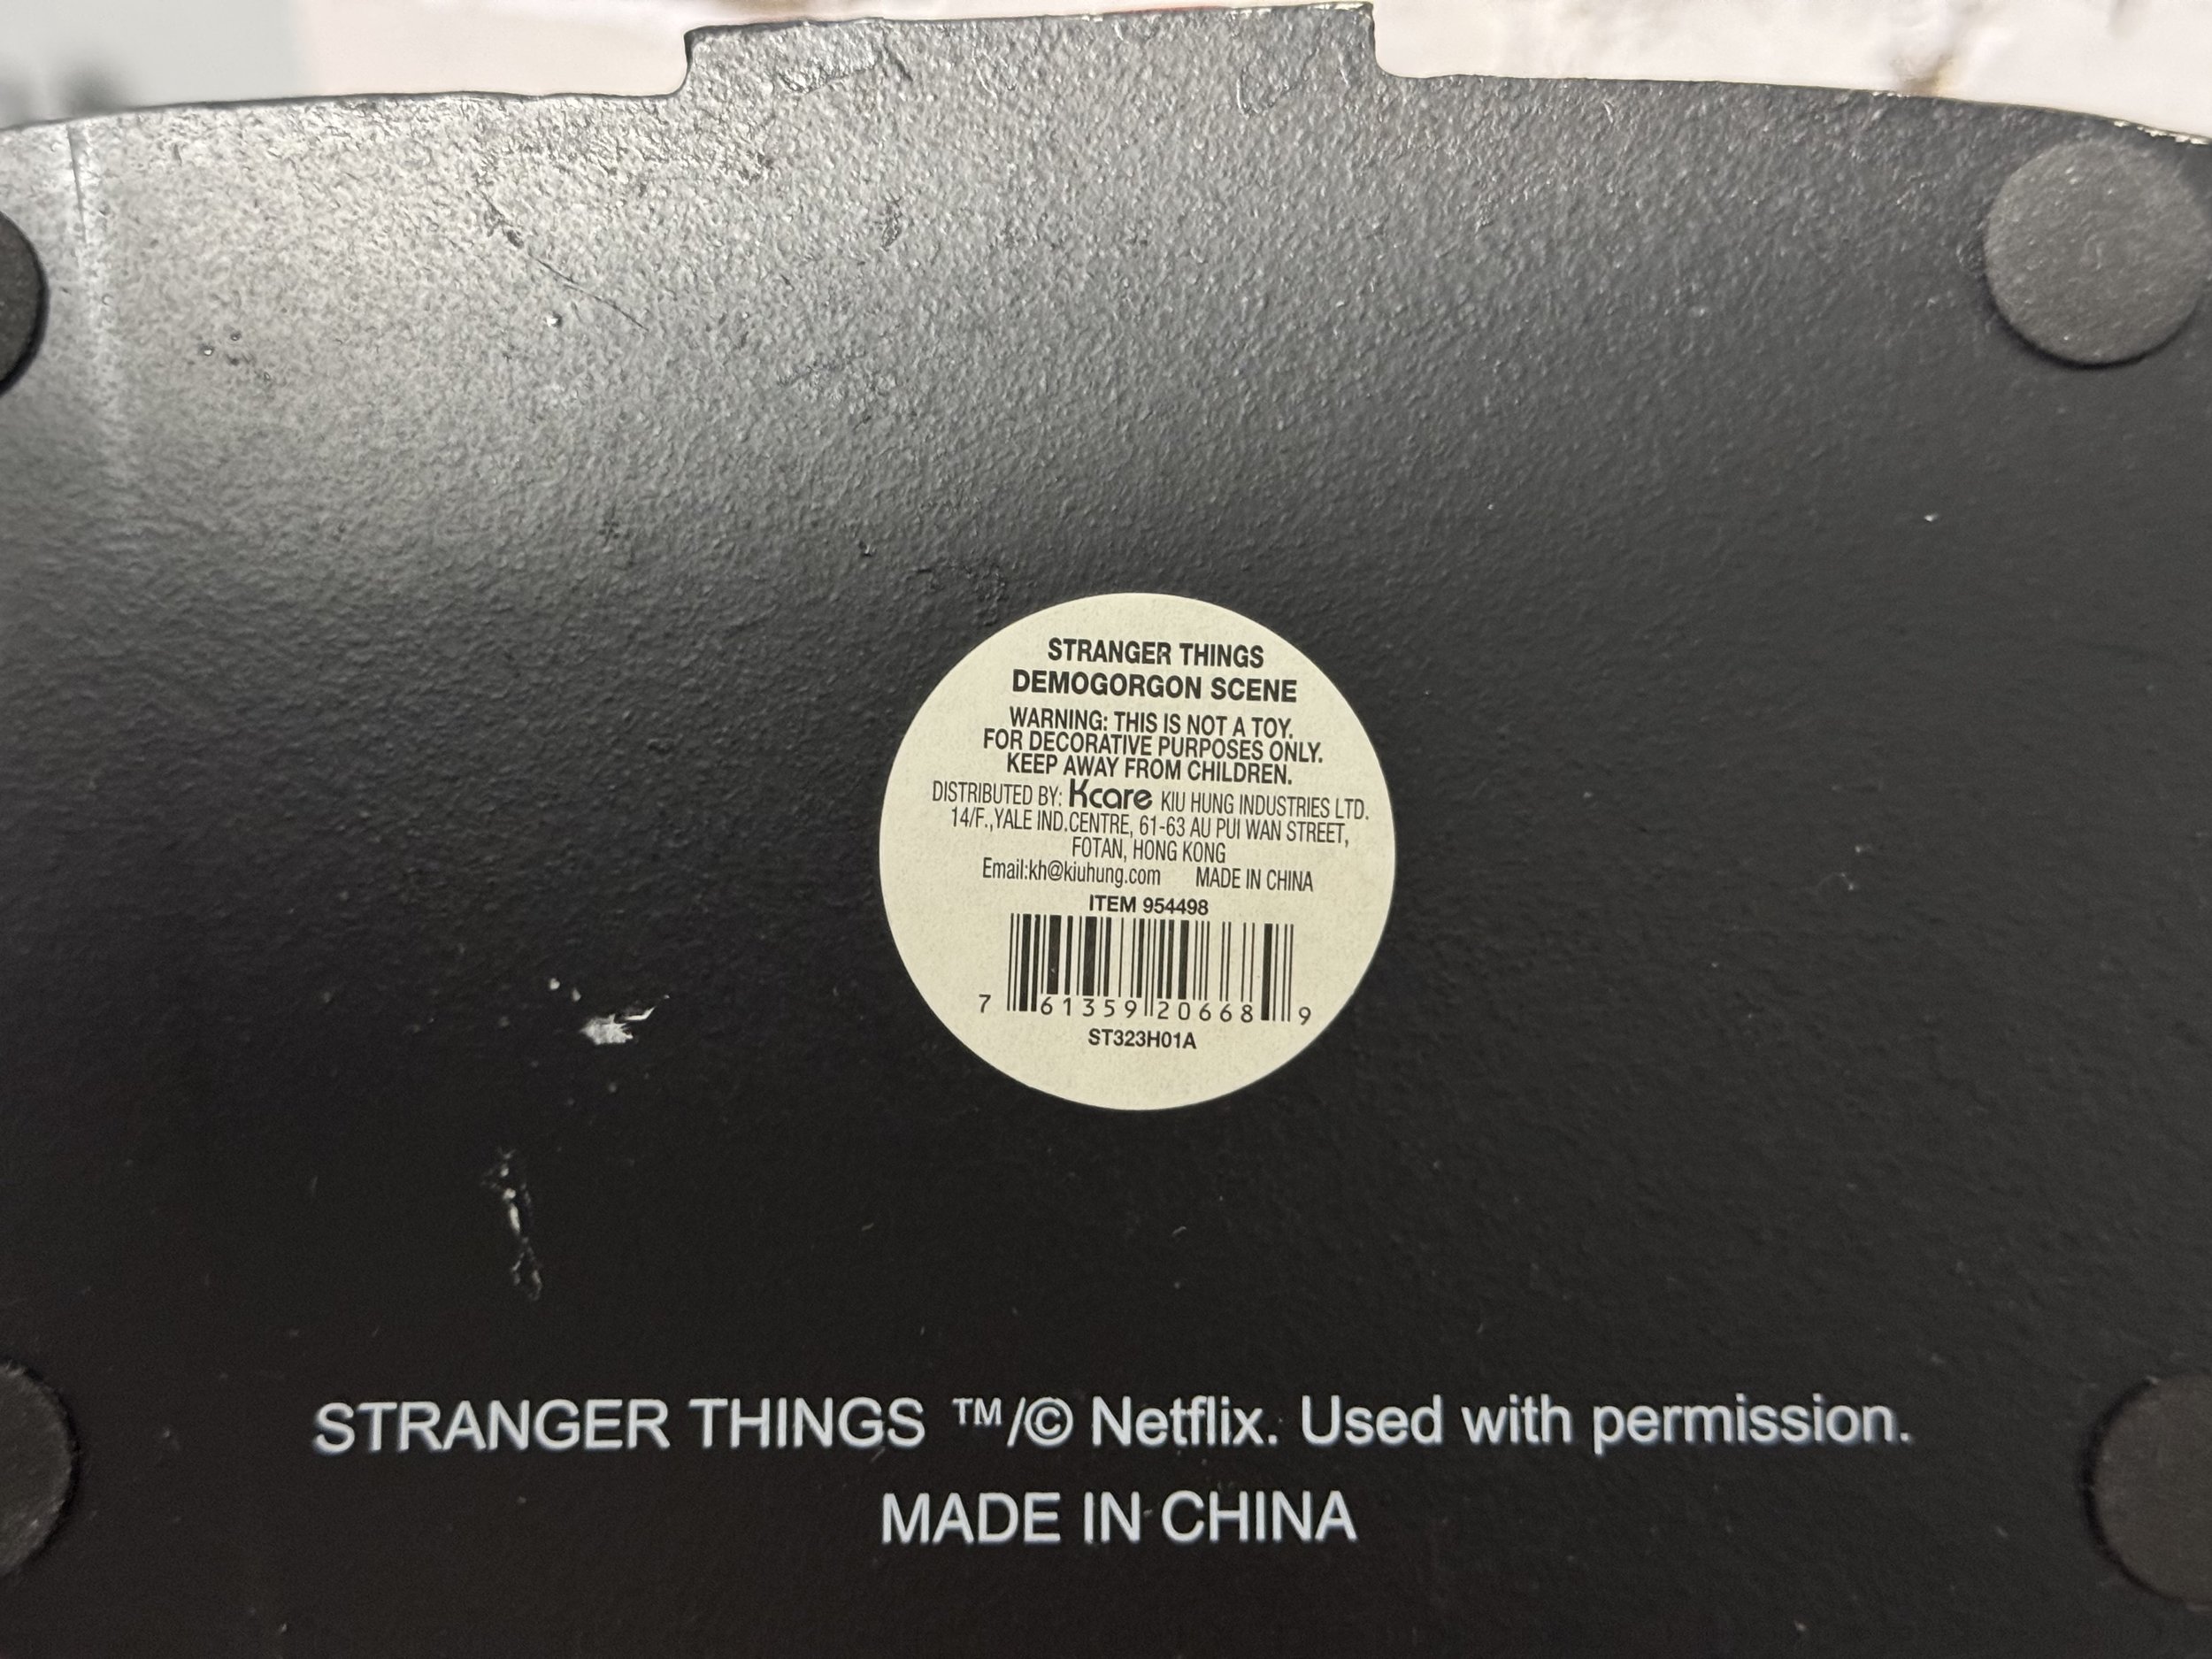 STRANGER THINGS
DEMOGORGON SCENE
WARNING: THIS IS NOT A TOY.
FOR DECORATIVE PURPOSES ONLY.
KEEP AWAY FROM CHILDREN.
DISTRIBUTED BY: Kcare KIU HUNG INDUSTRIES LTD.
14/F.,YALE IND.CENTRE, 61-63 AU PUI WAN STREET,
FOTAN, HONG KONG
Email:kh@kiuhung.com MADE IN CHINA
ITEM 954498
7 61359 20668 9
ST323H01A
STRANGER THINGS ™/© Netflix. Used with permission.
MADE IN CHINA